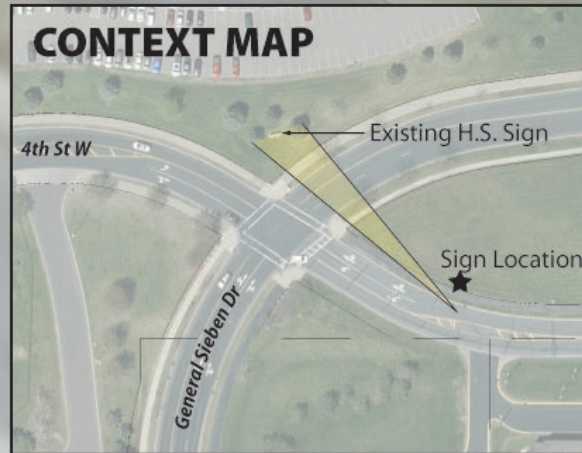 CONTEXT MAP
Existing H.S. Sign
4th St W
Sign Location
General Sieben Dr